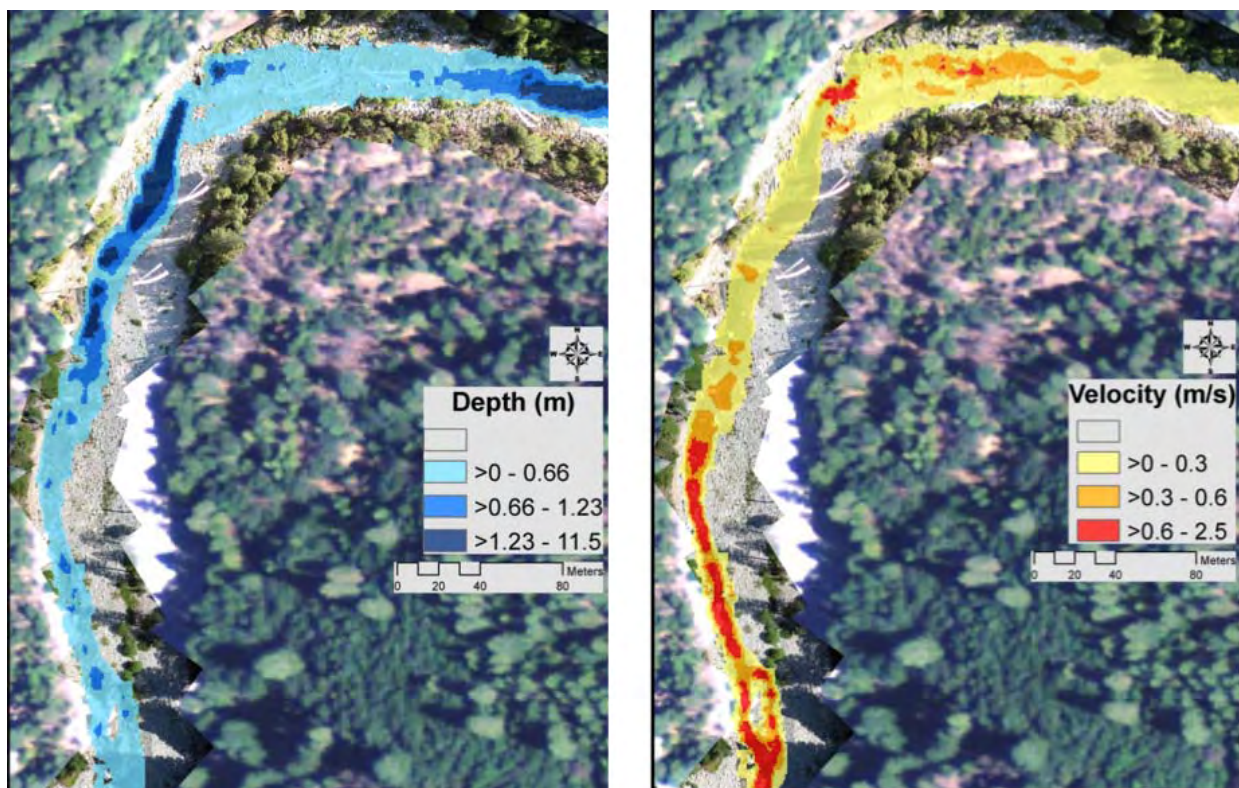 N
W E
S
Depth (m)
>0 - 0.66
>0.66 - 1.23
>1.23 - 11.5
Meters
0 20 40 80
N
W E
S
Velocity (m/s)
>0 - 0.3
>0.3 - 0.6
>0.6 - 2.5
Meters
0 20 40 80